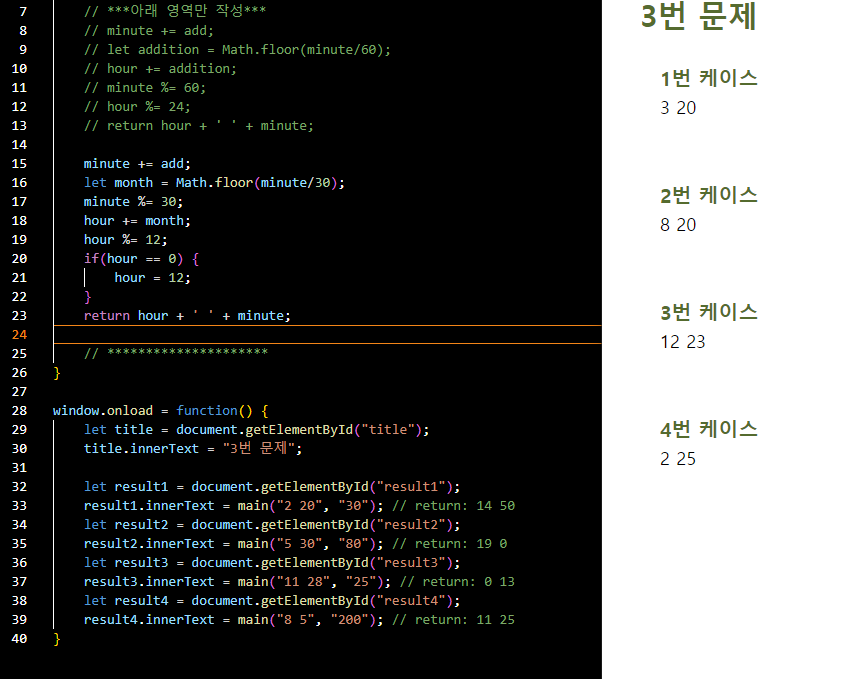 7 // ***아래 영역만 작성***
8 // minute += add;
9 // let addition = Math.floor(minute/60);
10 // hour += addition;
11 // minute %= 60;
12 // hour %= 24;
13 // return hour + ' ' + minute;
14
15 minute += add;
16 let month = Math.floor(minute/30);
17 minute %= 30;
18 hour += month;
19 hour %= 12;
20 if(hour == 0) {
21 hour = 12;
22 }
23 return hour + ' ' + minute;
24
25 // *********************
26 }
27
28 window.onload = function() {
29 let title = document.getElementById("title");
30 title.innerText = "3번 문제";
31
32 let result1 = document.getElementById("result1");
33 result1.innerText = main("2 20", "30"); // return: 14 50
34 let result2 = document.getElementById("result2");
35 result2.innerText = main("5 30", "80"); // return: 19 0
36 let result3 = document.getElementById("result3");
37 result3.innerText = main("11 28", "25"); // return: 0 13
38 let result4 = document.getElementById("result4");
39 result4.innerText = main("8 5", "200"); // return: 11 25
40 }
3번 문제
1번 케이스
3 20
2번 케이스
8 20
3번 케이스
12 23
4번 케이스
2 25